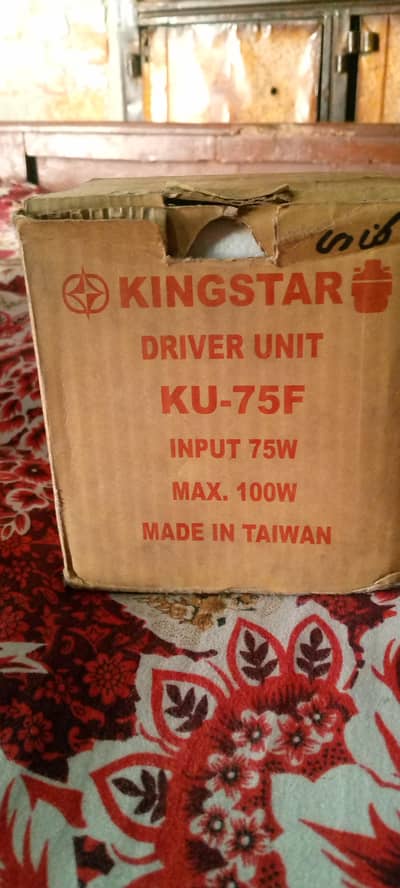 KINGSTAR
DRIVER UNIT
KU-75F
INPUT 75W
MAX. 100W
MADE IN TAIWAN